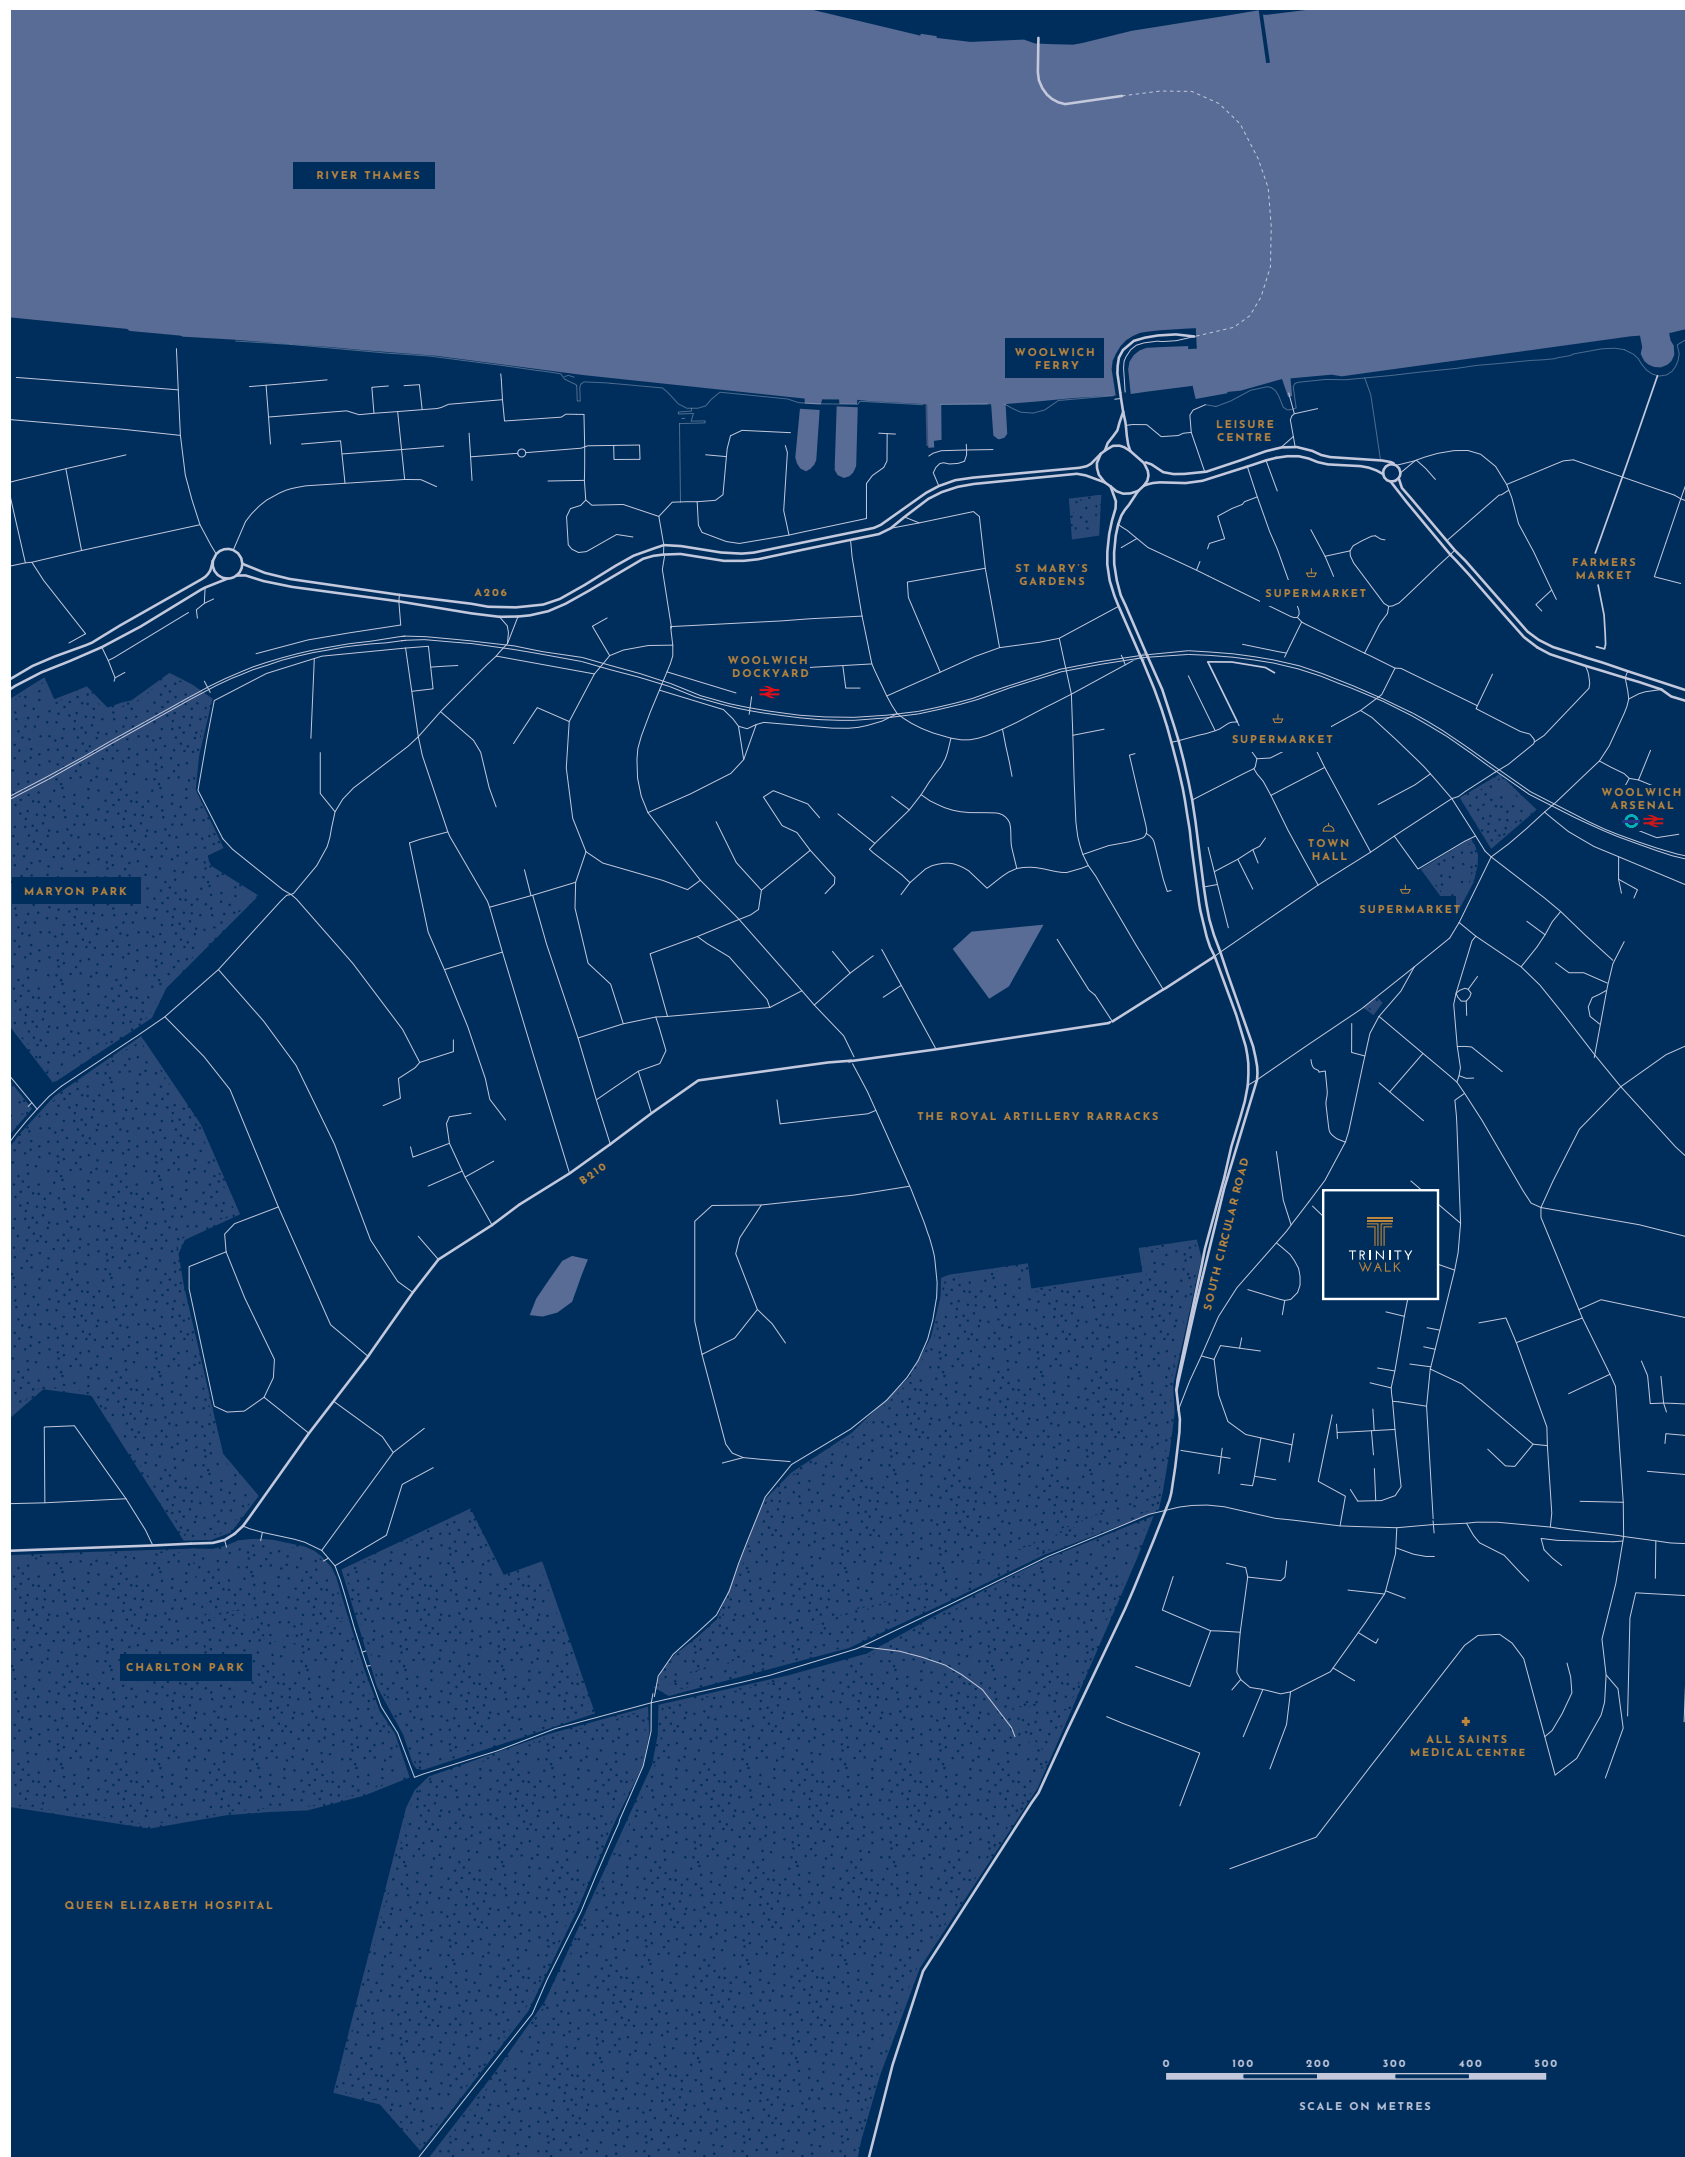 RIVER THAMES
WOOLWICH
FERRY
LEISURE
CENTRE
ST MARY'S
GARDENS
FARMERS
MARKET
SUPERMARKET
A206
WOOLWICH
DOCKYARD
SUPERMARKET
WOOLWICH
ARSENAL
TOWN
HALL
MARYON PARK
SUPERMARKET
THE ROYAL ARTILLERY RARRACKS
B210
SOUTH CIRCULAR ROAD
TRINITY
WALK
CHARLTON PARK
ALL SAINTS
MEDICAL CENTRE
QUEEN ELIZABETH HOSPITAL
0 100 200 300 400 500
SCALE ON METRES